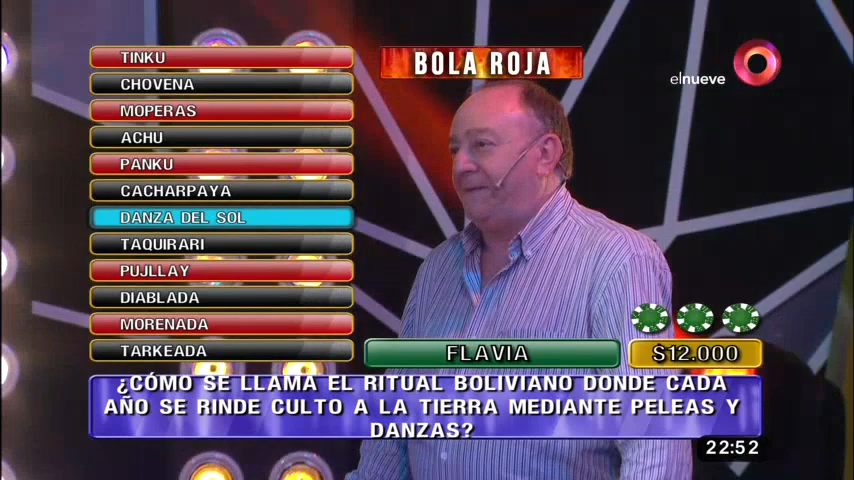 TINKU
CHOVENA
MOPERAS
ACHU
PANKU
CACHARPAYA
DANZA DEL SOL
TAQUIRARI
PUJLLAY
DIABLADA
MORENADA
TARKEADA
BOLA ROJA
elnueve
FLAVIA
$12.000
¿CÓMO SE LLAMA EL RITUAL BOLIVIANO DONDE CADA
AÑO SE RINDE CULTO A LA TIERRA MEDIANTE PELEAS Y
DANZAS?
22:52